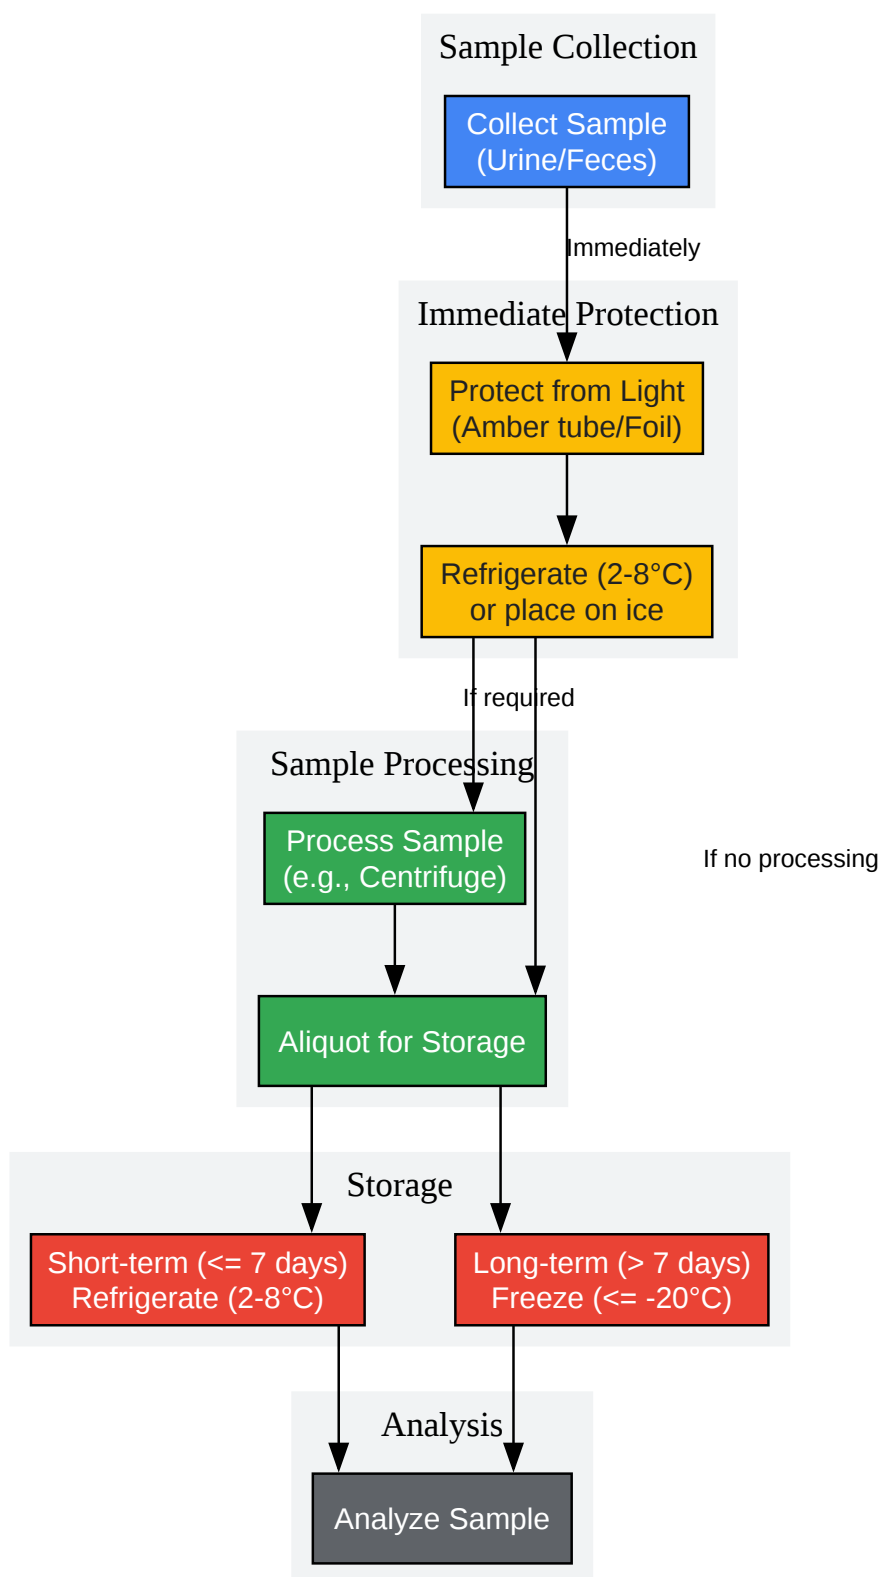 Sample Collection
Collect Sample
(Urine/Feces)
Immediately
Immediate Protection
Protect from Light
(Amber tube/Foil)
Refrigerate (2-8°C)
or place on ice
If required
Sample Processing
Process Sample
(e.g., Centrifuge)
If no processing
Aliquot for Storage
Storage
Short-term (<= 7 days)
Refrigerate (2-8°C)
Long-term (> 7 days)
Freeze (<= -20°C)
Analysis
Analyze Sample